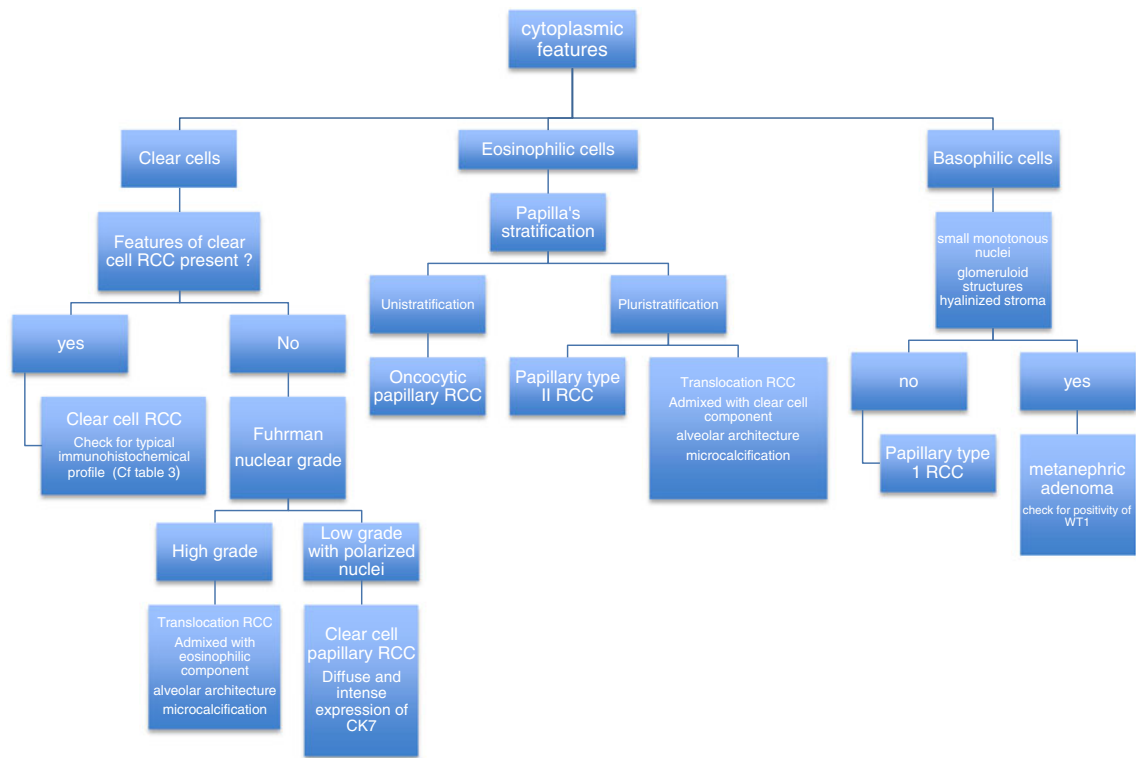 cytoplasmic
features
Clear cells
Eosinophilic cells
Basophilic cells
Features of clear
cell RCC present ?
Papilla's
stratification
small monotonous
nuclei
glomeruloid
structures
hyalinized stroma
yes
No
Unistratification
Pluristratification
no
yes
Clear cell RCC
Check for typical
immunohistochemical
profile (Cf table 3)
Fuhrman
nuclear grade
Oncocytic
papillary RCC
Papillary type
II RCC
Translocation RCC
Admixed with clear cell
component
alveolar architecture
microcalcification
Papillary type
1 RCC
metanephric
adenoma
check for positivity of
WT1
High grade
Low grade
with polarized
nuclei
Translocation RCC
Admixed with
eosinophilic
component
alveolar architecture
microcalcification
Clear cell
papillary RCC
Diffuse and
intense
expression of
CK7